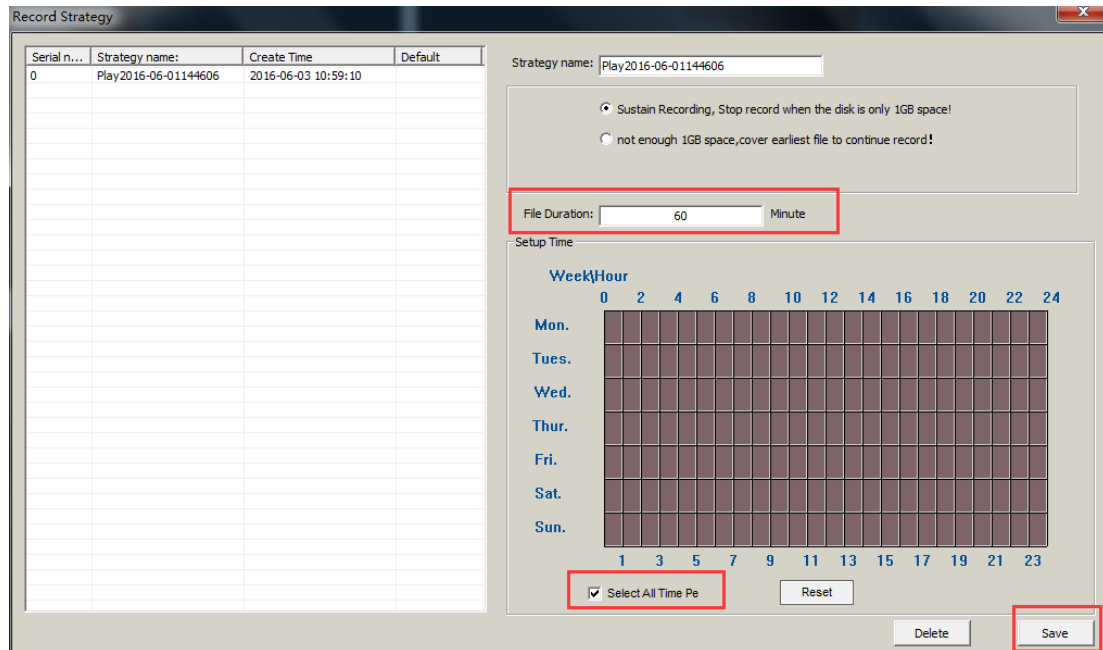 Record Strategy
Serial n... Strategy name: Create Time Default
0 Play2016-06-01144606 2016-06-03 10:59:10
Strategy name: Play2016-06-01144606
Sustain Recording, Stop record when the disk is only 1GB space!
not enough 1GB space,cover earliest file to continue record!
File Duration: 60 Minute
Setup Time
Week\Hour
0 2 4 6 8 10 12 14 16 18 20 22 24
Mon.
Tues.
Wed.
Thur.
Fri.
Sat.
Sun.
1 3 5 7 9 11 13 15 17 19 21 23
Select All Time Pe Reset
Delete Save